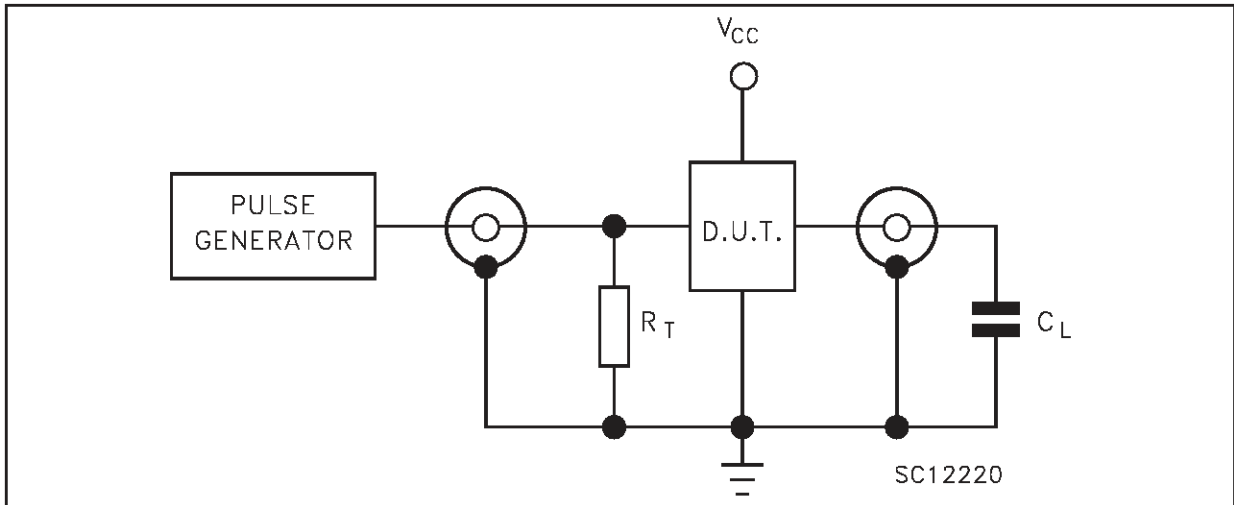 VCC
PULSE
GENERATOR
D.U.T.
RT
CL
SC12220